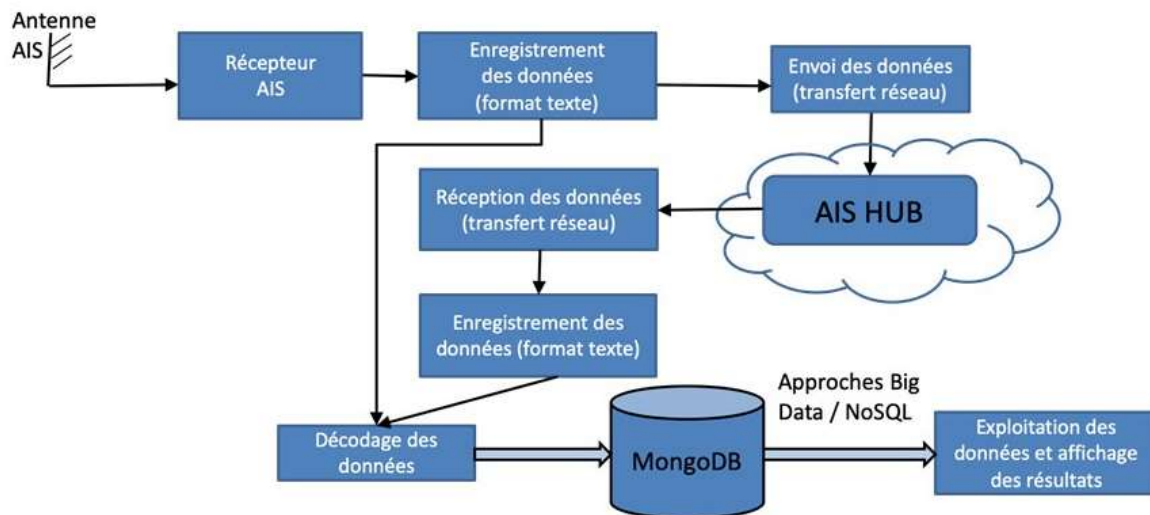 Antenne
AIS
Récepteur
AIS
Enregistrement
des données
(format texte)
Envoi des données
(transfert réseau)
Réception des données
(transfert réseau)
AIS HUB
Enregistrement des
données (format texte)
Décodage des
données
MongoDB
Approches Big
Data / NoSQL
Exploitation des
données et affichage
des résultats